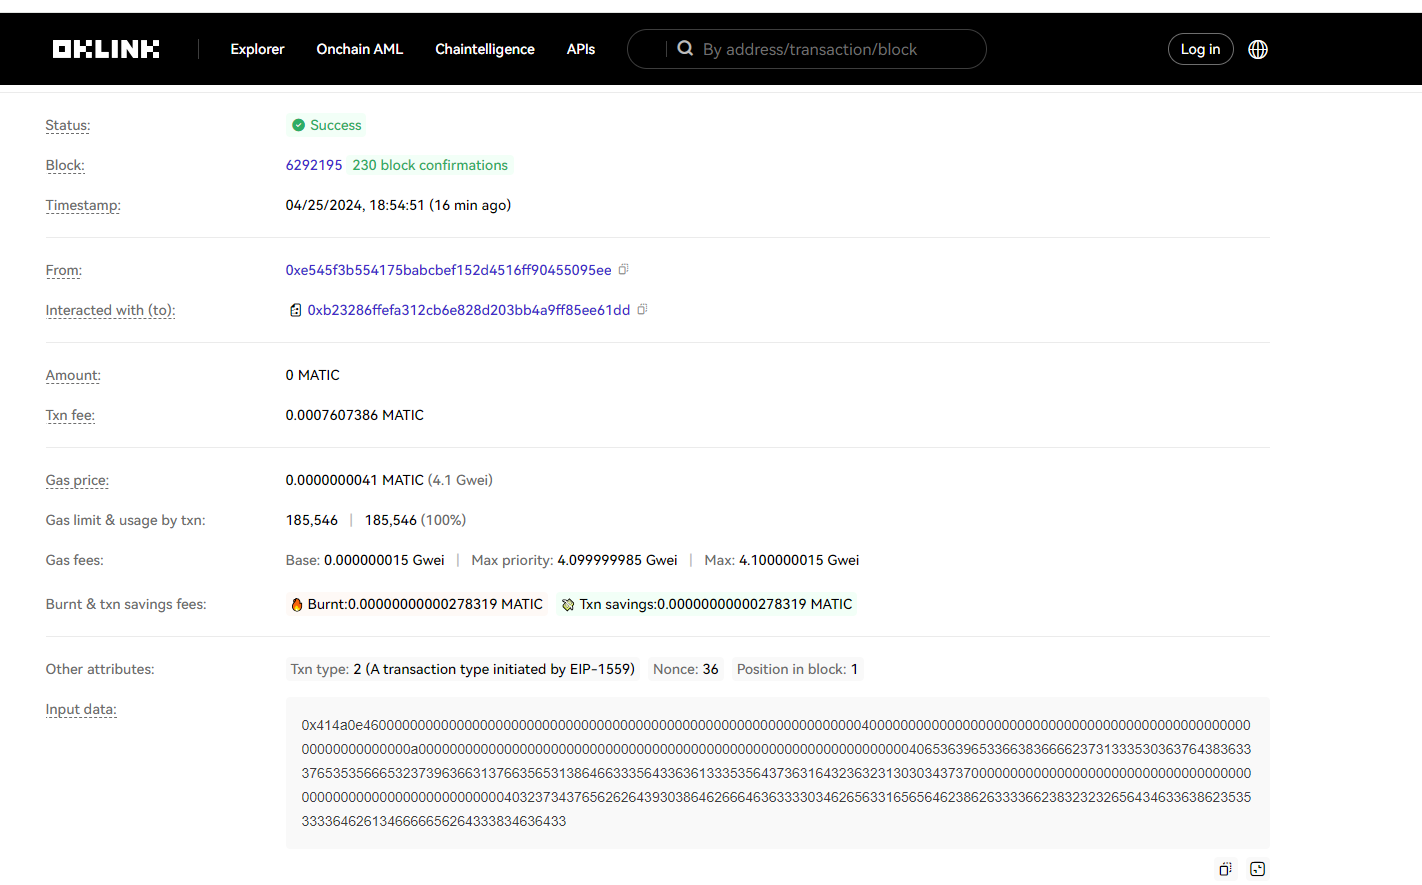 OKLINK
Explorer
Onchain AML
Chaintelligence
APIs
By address/transaction/block
Log in
Status:
Success
Block:
6292195 230 block confirmations
Timestamp:
04/25/2024, 18:54:51 (16 min ago)
From:
0xe545f3b554175babcbef152d4516ff90455095ee
Interacted with (to):
0xb23286ffefa312cb6e828d203bb4a9ff85ee61dd
Amount:
0 MATIC
Txn fee:
0.0007607386 MATIC
Gas price:
0.0000000041 MATIC (4.1 Gwei)
Gas limit & usage by txn:
185,546 | 185,546 (100%)
Gas fees:
Base: 0.000000015 Gwei | Max priority: 4.099999985 Gwei | Max: 4.100000015 Gwei
Burnt & txn savings fees:
Burnt:0.00000000000278319 MATIC Txn savings:0.00000000000278319 MATIC
Other attributes:
Txn type: 2 (A transaction type initiated by EIP-1559) Nonce: 36 Position in block: 1
Input data:
0x414a0e460000000000000000000000000000000000000000000000000000000000000040000000000000000000000000000000000000000000000000
00000000000000a00000000000000000000000000000000000000000000000000000000000000040653639653366383666623731333530363764383633
37653535666532373963663137663565313864663335643363613335356437363164323632313030343737000000000000000000000000000000000000
00000000000000000000000000403237343765626264393038646266646363333034626563316565646238626333366238323232656434633638623535
3333646261346666656264333834636433